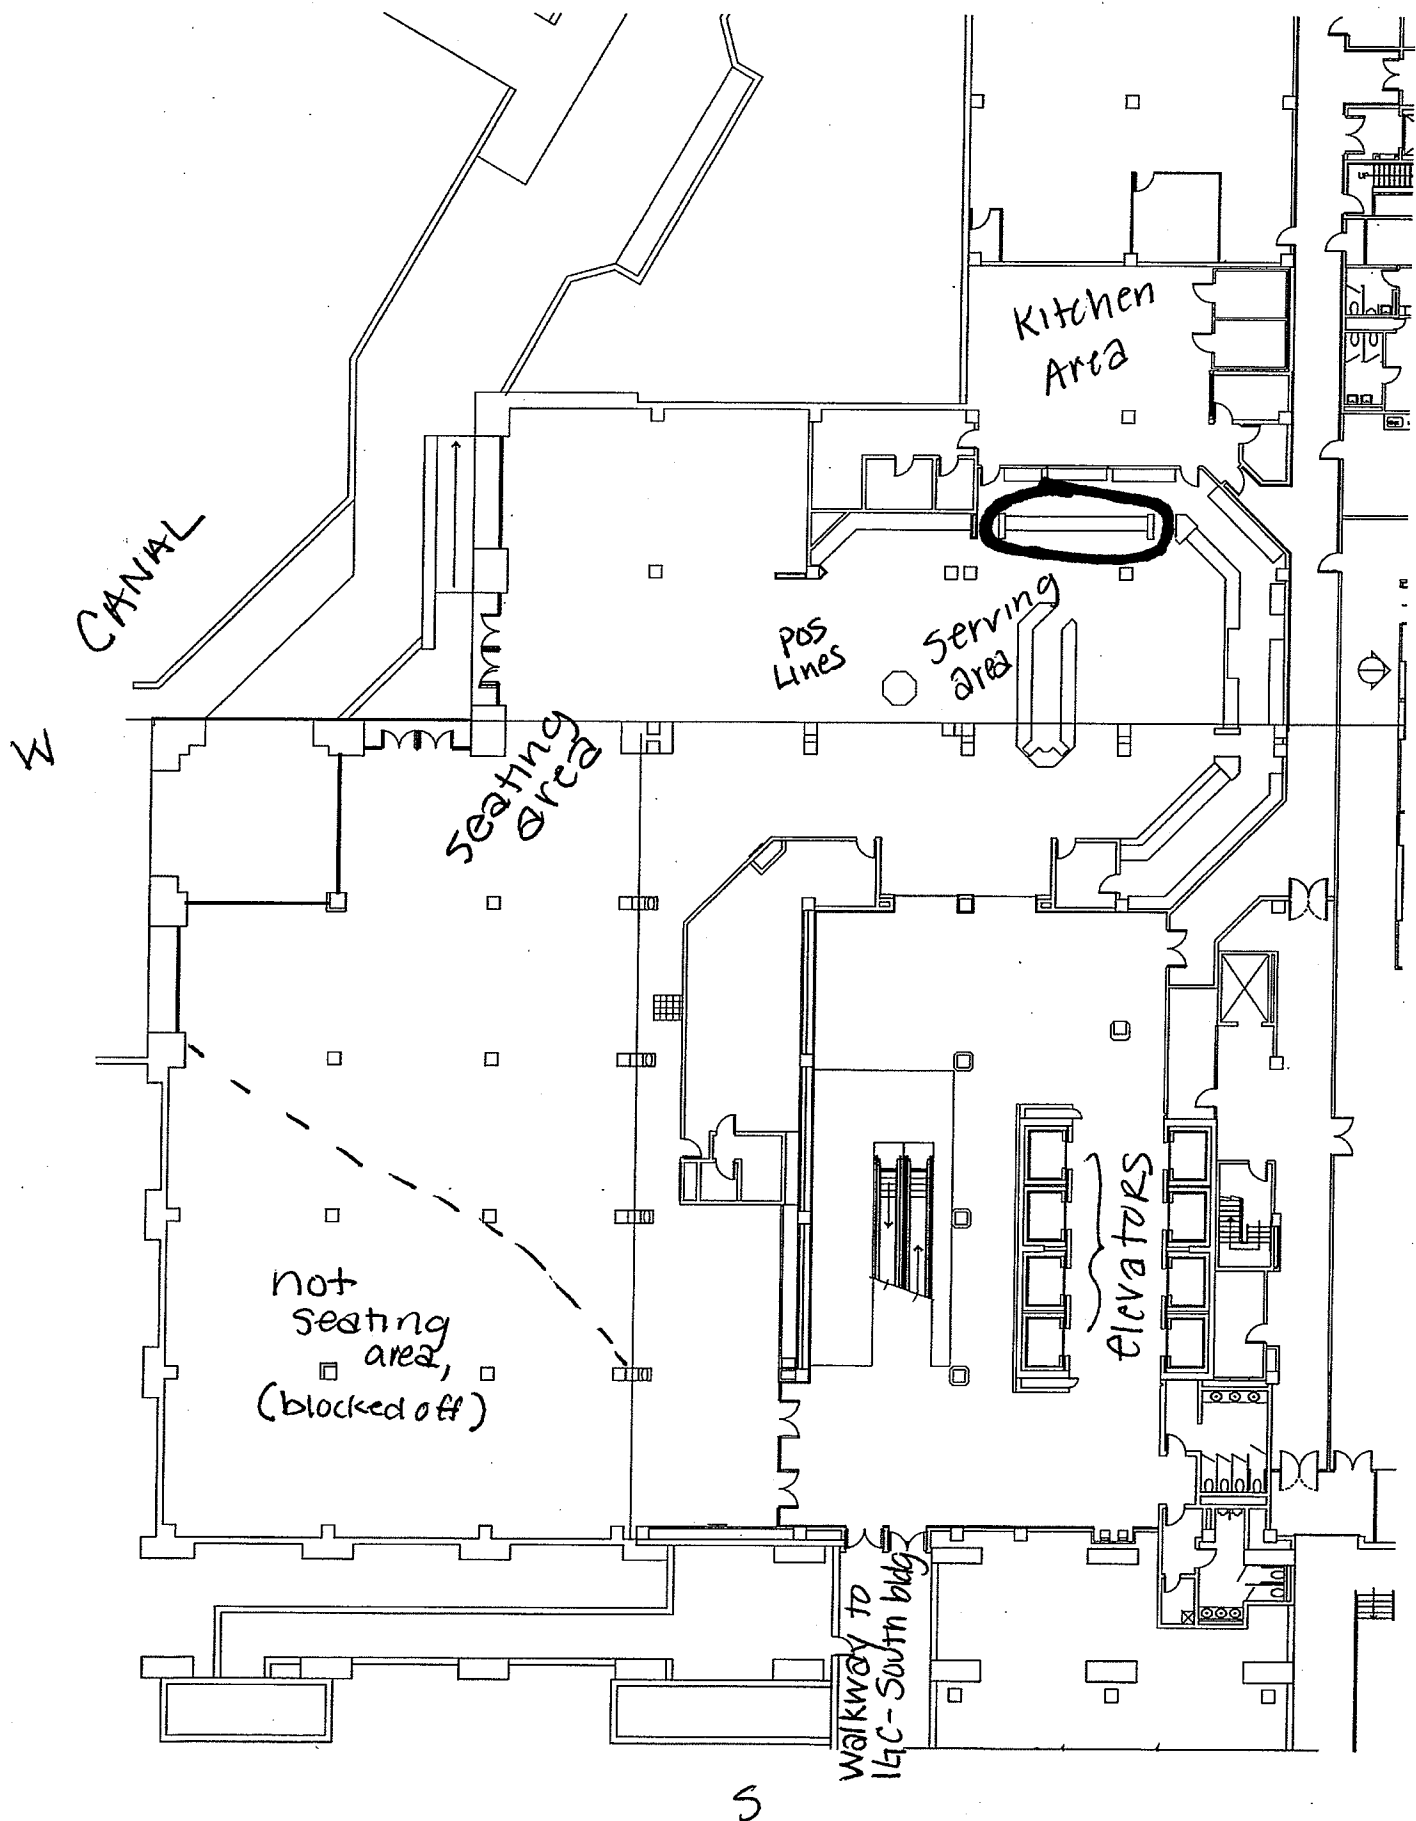 UP
Kitchen
Area
CANAL
POS
Lines
Serving
area
W
Seating
area
elevators
not
seating
area,
(blocked off)
walkway to
IGC-South bldg
S